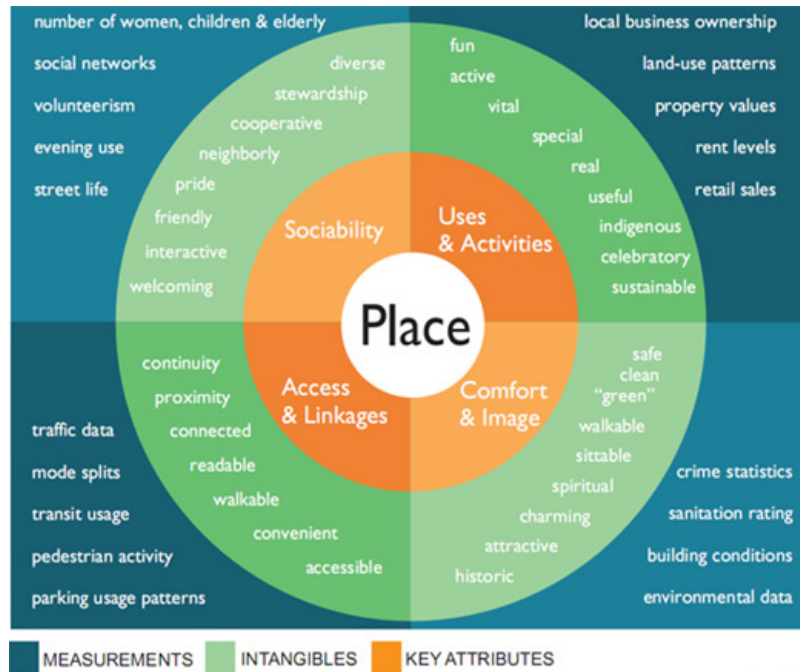 number of women, children & elderly
social networks
volunteerism
evening use
street life
diverse
stewardship
cooperative
neighborly
pride
friendly
interactive
welcoming
Sociability
fun
active
vital
special
real
useful
indigenous
celebratory
sustainable
Uses
& Activities
local business ownership
land-use patterns
property values
rent levels
retail sales
Place
continuity
proximity
connected
readable
walkable
convenient
accessible
Access
& Linkages
traffic data
mode splits
transit usage
pedestrian activity
parking usage patterns
Comfort
& Image
safe
clean
“green”
walkable
sittable
spiritual
charming
attractive
historic
crime statistics
sanitation rating
building conditions
environmental data
MEASUREMENTS
INTANGIBLES
KEY ATTRIBUTES